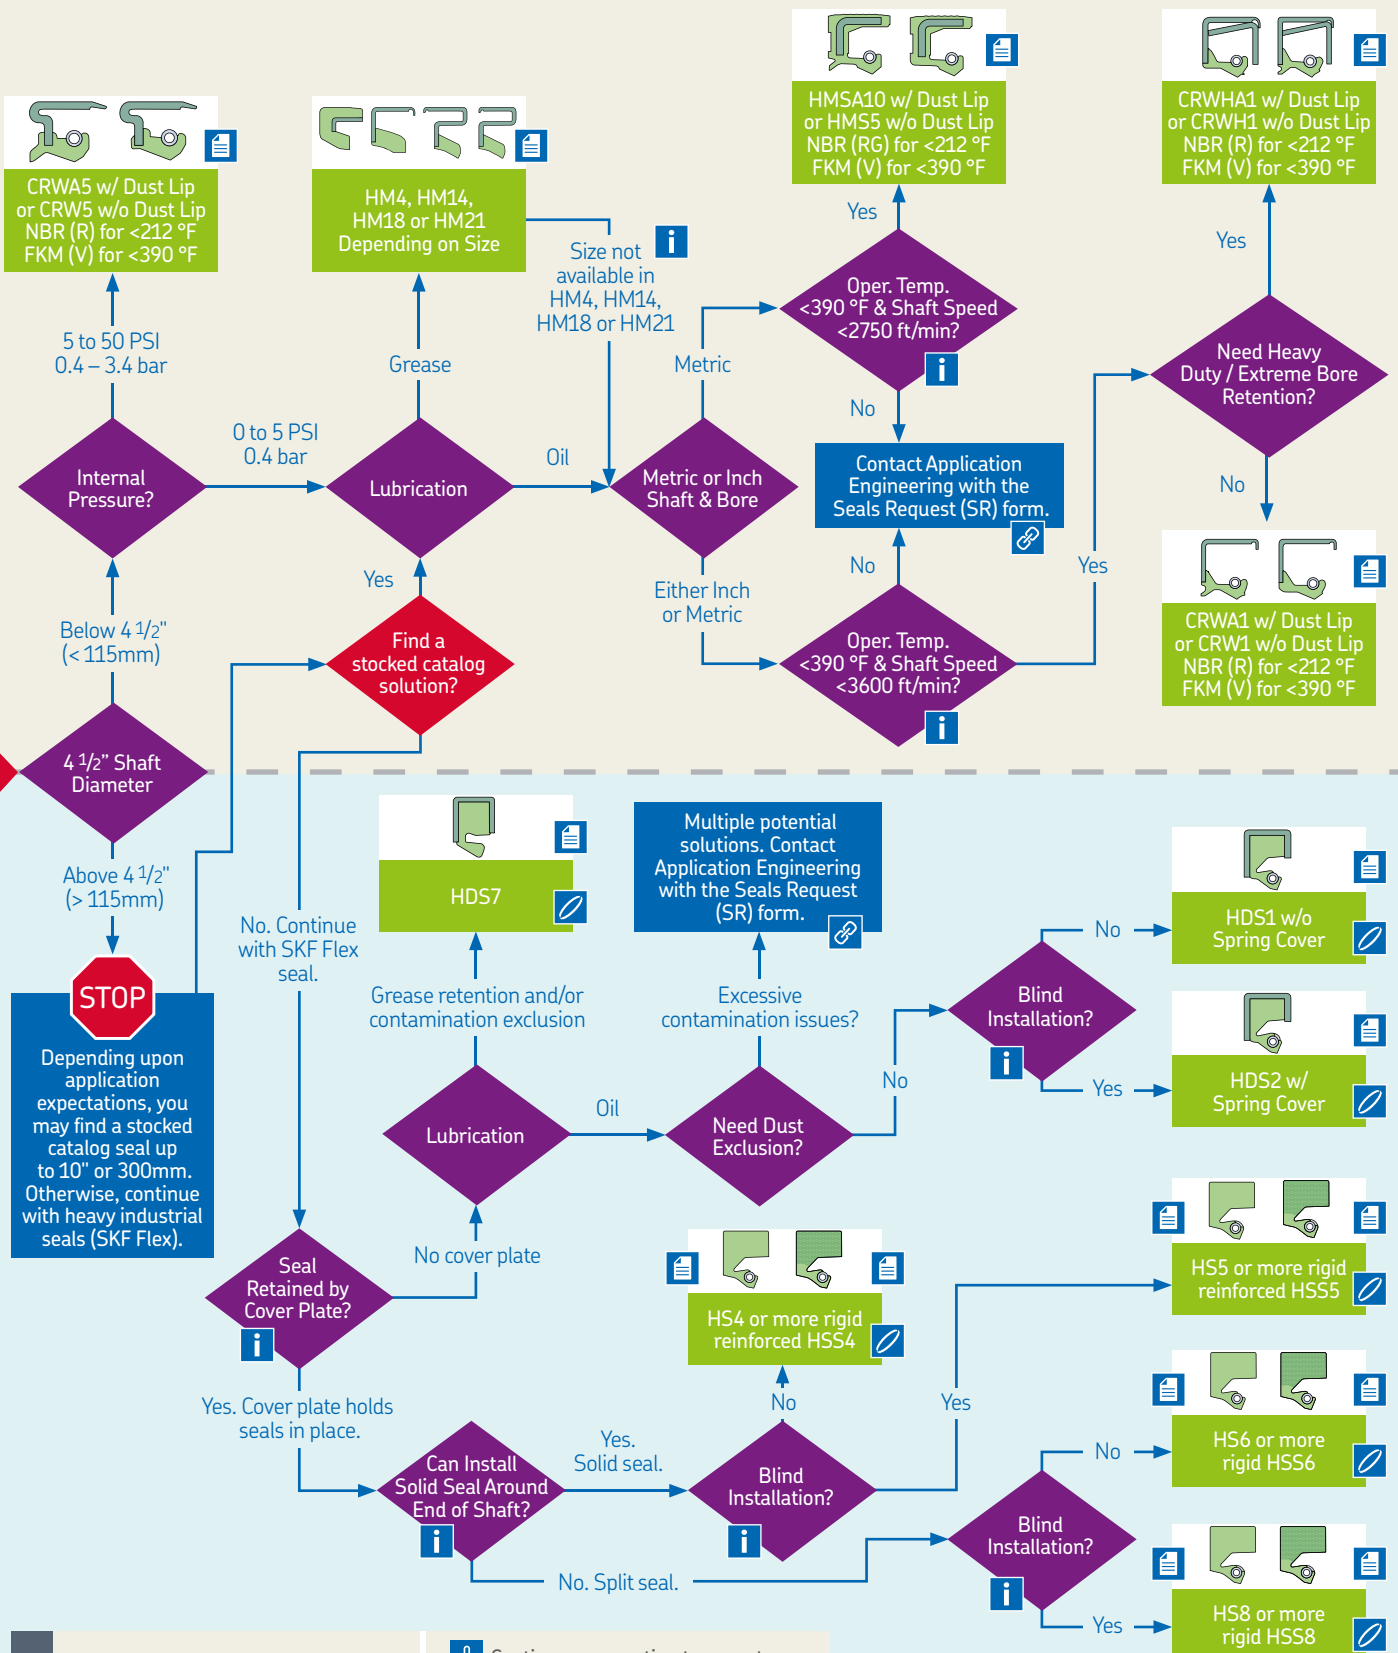 HMSA10 w/ Dust Lip
or HMS5 w/o Dust Lip
NBR (RG) for <212 °F
FKM (V) for <390 °F
CRWHA1 w/ Dust Lip
or CRWH1 w/o Dust Lip
NBR (R) for <212 °F
FKM (V) for <390 °F
CRWA5 w/ Dust Lip
or CRW5 w/o Dust Lip
NBR (R) for <212 °F
FKM (V) for <390 °F
HM4, HM14,
HM18 or HM21
Depending on Size
Size not
available in
HM4, HM14,
HM18 or HM21
i
Yes
Yes
Oper. Temp.
<390 °F & Shaft Speed
<2750 ft/min?
i
5 to 50 PSI
0.4 – 3.4 bar
Grease
Metric
No
Need Heavy
Duty / Extreme Bore
Retention?
Internal
Pressure?
0 to 5 PSI
0.4 bar
Lubrication
Oil
Metric or Inch
Shaft & Bore
Contact Application
Engineering with the
Seals Request (SR) form.
No
Yes
Either Inch
or Metric
No
Yes
Below 4 1/2"
(< 115mm)
Find a
stocked catalog
solution?
Oper. Temp.
<390 °F & Shaft Speed
<3600 ft/min?
i
CRWA1 w/ Dust Lip
or CRW1 w/o Dust Lip
NBR (R) for <212 °F
FKM (V) for <390 °F
4 1/2” Shaft
Diameter
Above 4 1/2"
(> 115mm)
STOP
Depending upon
application
expectations, you
may find a stocked
catalog seal up
to 10" or 300mm.
Otherwise, continue
with heavy industrial
seals (SKF Flex).
No. Continue
with SKF Flex
seal.
HDS7
Multiple potential
solutions. Contact
Application Engineering
with the Seals Request
(SR) form.
HDS1 w/o
Spring Cover
No
Grease retention and/or
contamination exclusion
Excessive
contamination issues?
Blind
Installation?
i
HDS2 w/
Spring Cover
Yes
No
Lubrication
Oil
Need Dust
Exclusion?
Seal
Retained by
Cover Plate?
i
No cover plate
HS4 or more rigid
reinforced HSS4
HS5 or more rigid
reinforced HSS5
Yes. Cover plate holds
seals in place.
No
Yes
Can Install
Solid Seal Around
End of Shaft?
i
Yes.
Solid seal.
Blind
Installation?
i
HS6 or more
rigid HSS6
No
Blind
Installation?
i
No. Split seal.
Yes
HS8 or more
rigid HSS8